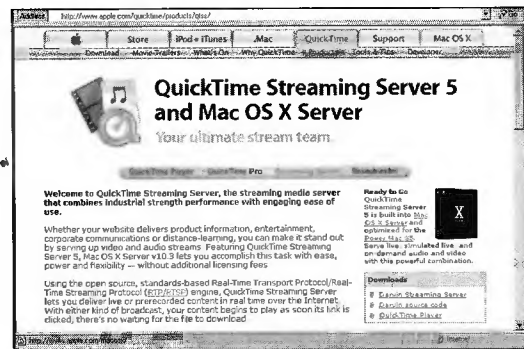 Address http://www.apple.com/quicktime/products/qtss/
Store iPod + iTunes .Mac QuickTime Support Mac OS X
Download Movie Trailers What's On Why QuickTime Products Tools & Tips Developer
QuickTime Streaming Server 5
and Mac OS X Server
Your ultimate stream team.
QuickTime Player QuickTime Pro Streaming Server Broadcaster
Welcome to QuickTime Streaming Server, the streaming media server
that combines industrial strength performance with engaging ease of
use.
Whether your website delivers product information, entertainment,
corporate communications or distance-learning, you can make it stand out
by serving up video and audio streams. Featuring QuickTime Streaming
Server 5, Mac OS X Server v10.3 lets you accomplish this task with ease,
power and flexibility — without additional licensing fees
Using the open source, standards-based Real-Time Transport Protocol/Real-
Time Streaming Protocol (RTP/RTSP) engine, QuickTime Streaming Server
lets you deliver live or prerecorded content in real time over the Internet.
With either kind of broadcast, your content begins to play as soon its link is
clicked; there's no waiting for the file to download
Ready to Go
QuickTime
Streaming Server
5 is built into Mac
OS X Server and
optimized for the
Power Mac G5.
Serve live, simulated live and
on-demand audio and video
with this powerful combination.
X
Downloads
Darwin Streaming Server
Darwin source code
QuickTime Player
http://www.apple.com/macosx/
Internet